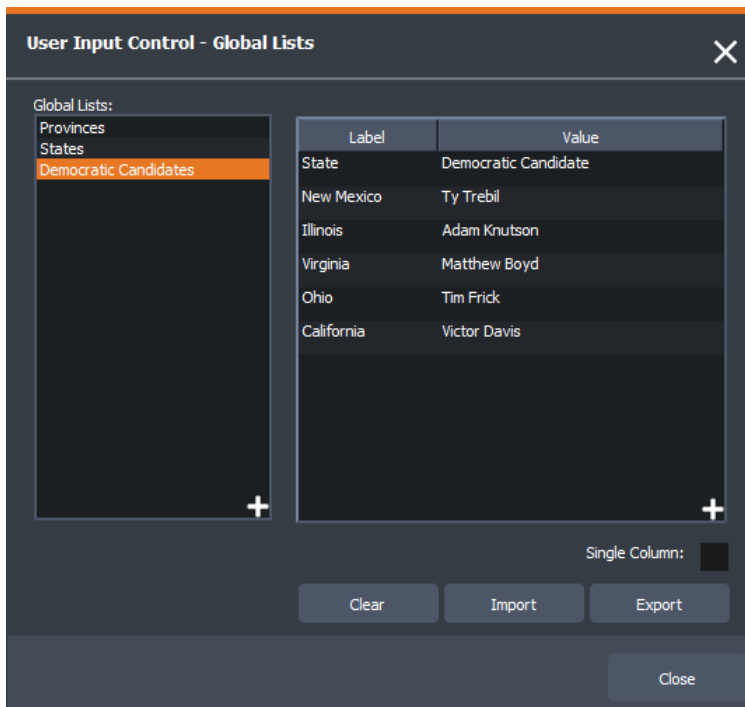 User Input Control - Global Lists
Global Lists:
Provinces
States
Democratic Candidates
Label Value
State Democratic Candidate
New Mexico Ty Trebil
Illinois Adam Knutson
Virginia Matthew Boyd
Ohio Tim Frick
California Victor Davis
Single Column:
Clear Import Export
Close